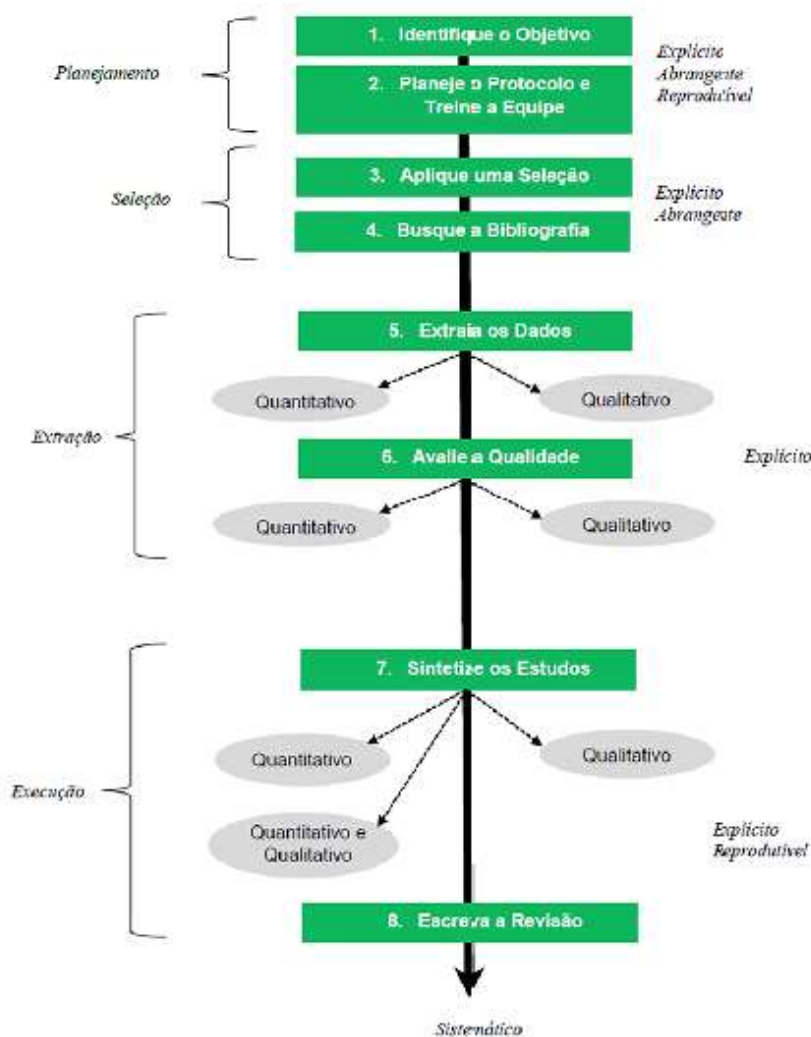 1. Identifique o Objetivo
Planejamento
2. Planeje o Protocolo e
Treine a Equipe
Explícito
Abrangente
Reprodutível
Seleção
3. Aplique uma Seleção
4. Busque a Bibliografia
Explícito
Abrangente
Extração
5. Extraia os Dados
Quantitativo
Qualitativo
6. Avalie a Qualidade
Quantitativo
Qualitativo
Explícito
Execução
7. Sintetize os Estudos
Quantitativo
Qualitativo
Quantitativo e
Qualitativo
Explícito
Reprodutível
8. Escreva a Revisão
Sistemático